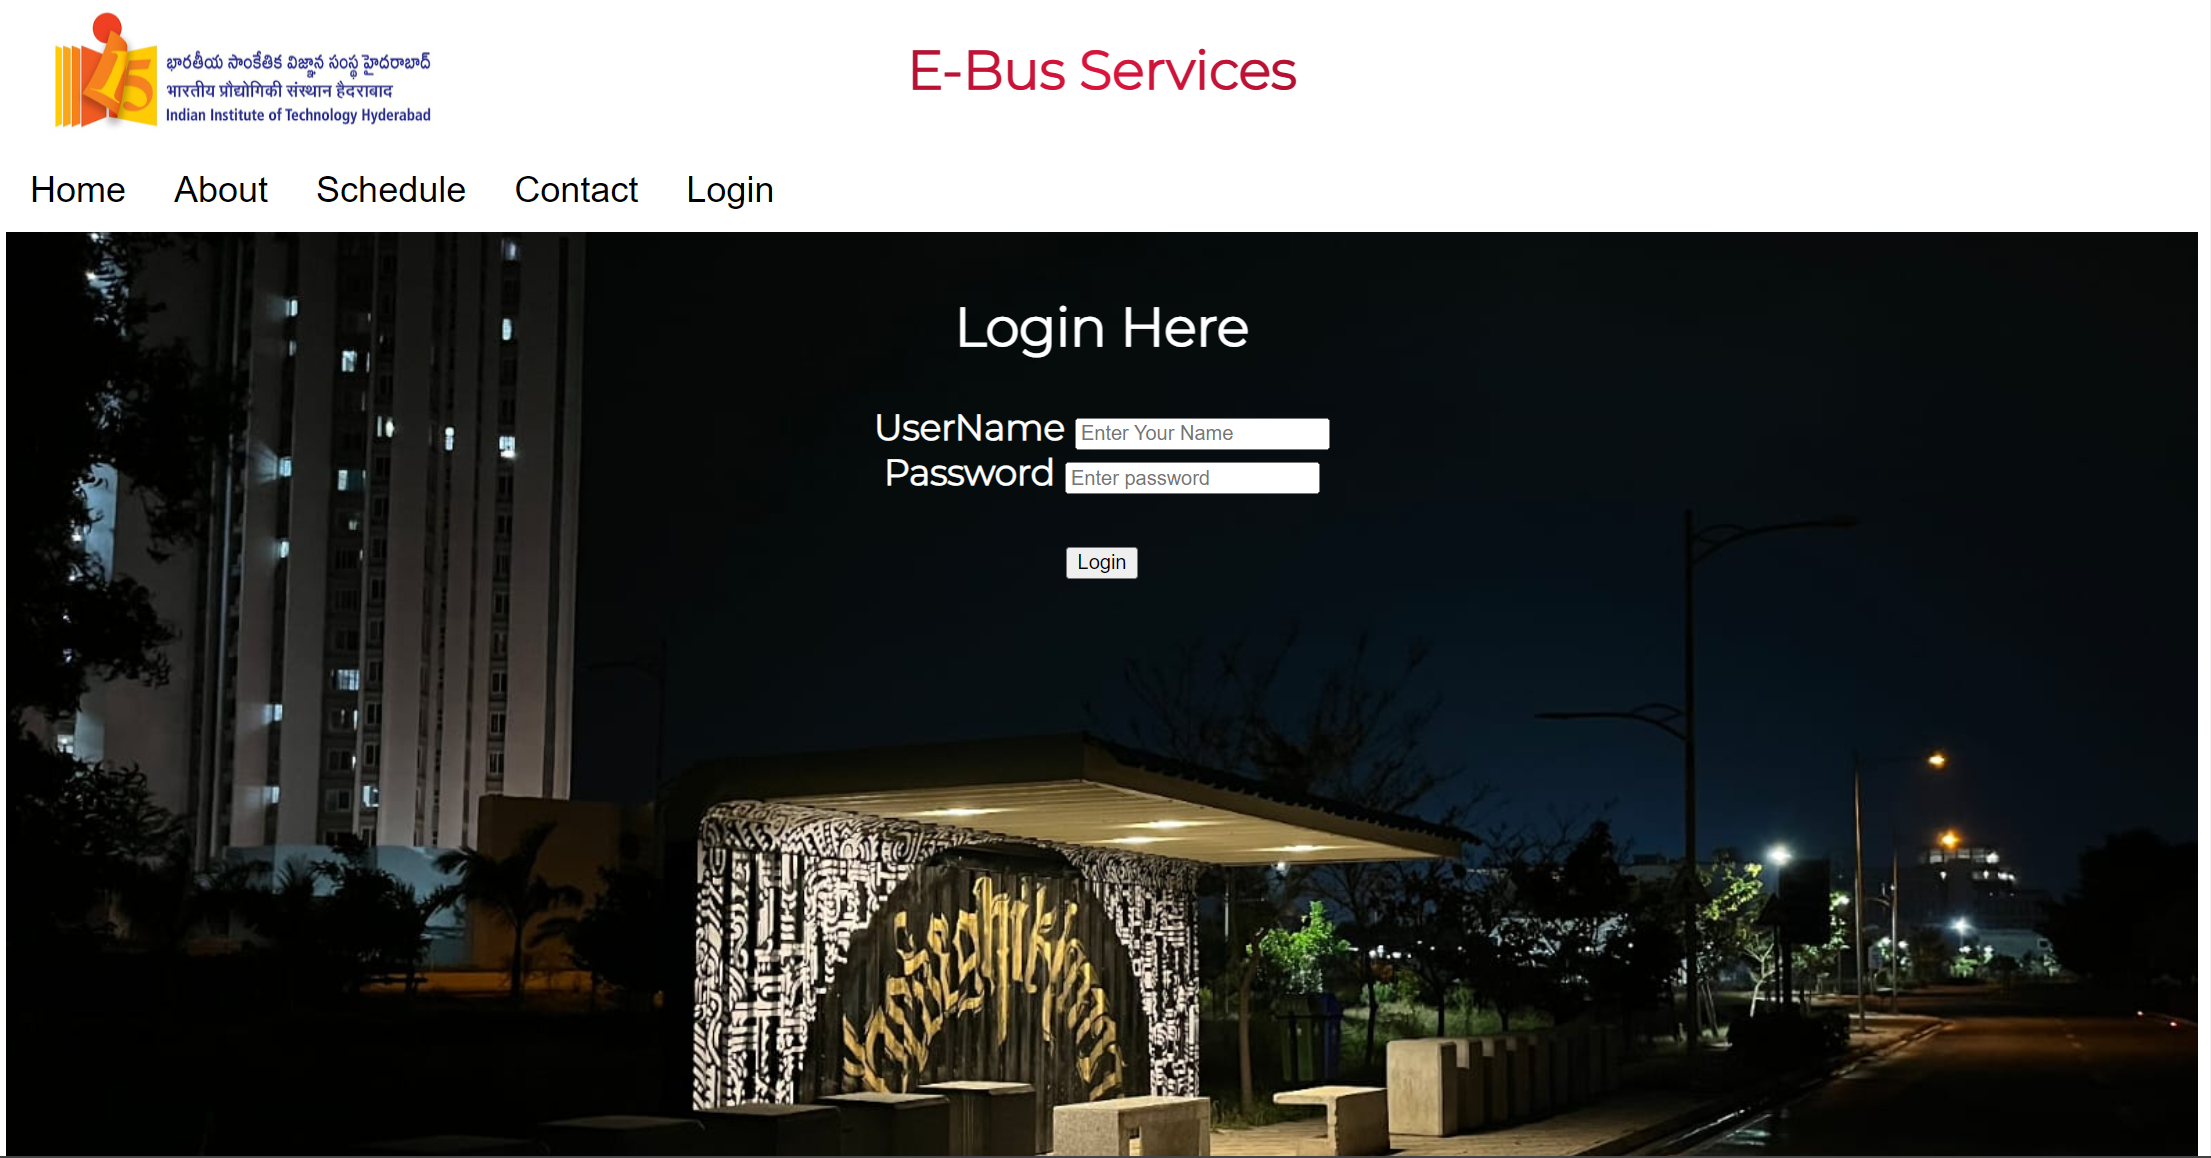 15
భారతీయ సాంకేతిక విజ్ఞాన సంస్థ హైదరాబాద్
भारतीय प्रौद्योगिकी संस्थान हैदराबाद
Indian Institute of Technology Hyderabad
E-Bus Services
Home About Schedule Contact Login
Login Here
UserName Enter Your Name
Password Enter password
Login